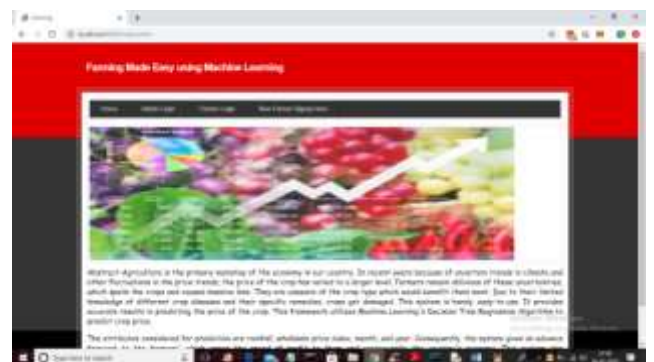 Farming Made Easy using Machine Learning
Home Admin Login Farmer Login New Farmer Signup here
Abstract-Agriculture is the primary mainstay of the economy in our country. In recent years because of uncertain trends in climate and
other fluctuations in the price trends, the price of the crop has varied to a larger level. Farmers remain oblivious of these uncertainties,
which spoils the crops and causes massive loss. They are unaware of the crop type which would benefit them most. Due to their limited
knowledge of different crop diseases and their specific remedies, crops get damaged. This system is handy, easy-to-use. It provides
accurate results in predicting the price of the crop. This framework utilizes Machine Learning's Decision Tree Regression Algorithm to
predict crop price.
The attributes considered for prediction are rainfall, wholesale price index, month, and year. Consequently, the system gives an advance
Type here to search